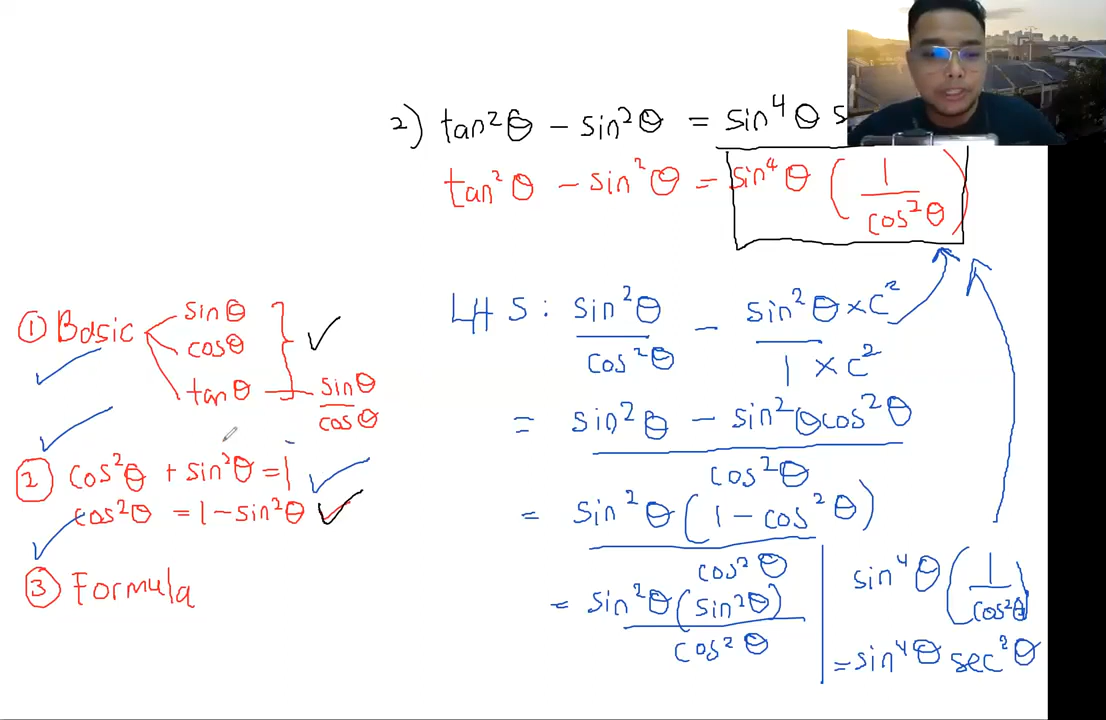 2) tan²θ − sin²θ = sin⁴θ s
tan²θ − sin²θ = sin⁴θ (1/cos²θ)
① Basic
sinθ
cosθ
tanθ — sinθ/cosθ
② cos²θ + sin²θ = 1
cos²θ = 1 − sin²θ
③ Formula
LHS: sin²θ/cos²θ − sin²θ × c²/1 × c²
= sin²θ − sin²θcos²θ/cos²θ
= sin²θ(1 − cos²θ)/cos²θ
= sin²θ(sin²θ)/cos²θ
sin⁴θ (1/cos²θ)
= sin⁴θ sec²θ